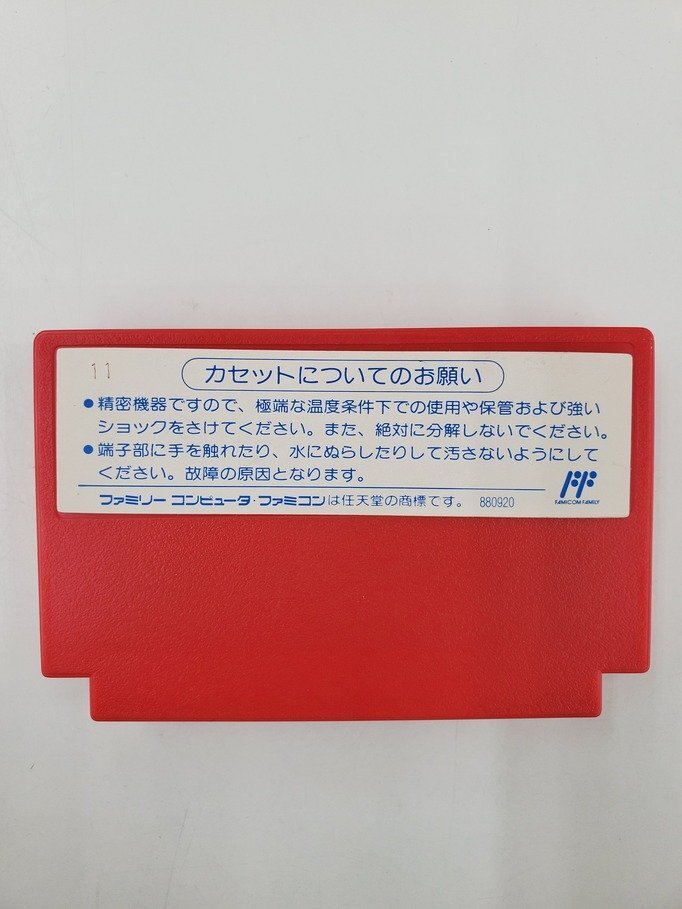 11
カセットについてのお願い
●精密機器ですので、極端な温度条件下での使用や保管および強い
ショックをさけてください。また、絶対に分解しないでください。
●端子部に手を触れたり、水にぬらしたりして汚さないようにして
ください。故障の原因となります。
ファミリー コンピュータ・ファミコンは任天堂の商標です。 880920
FAMICOM FAMILY